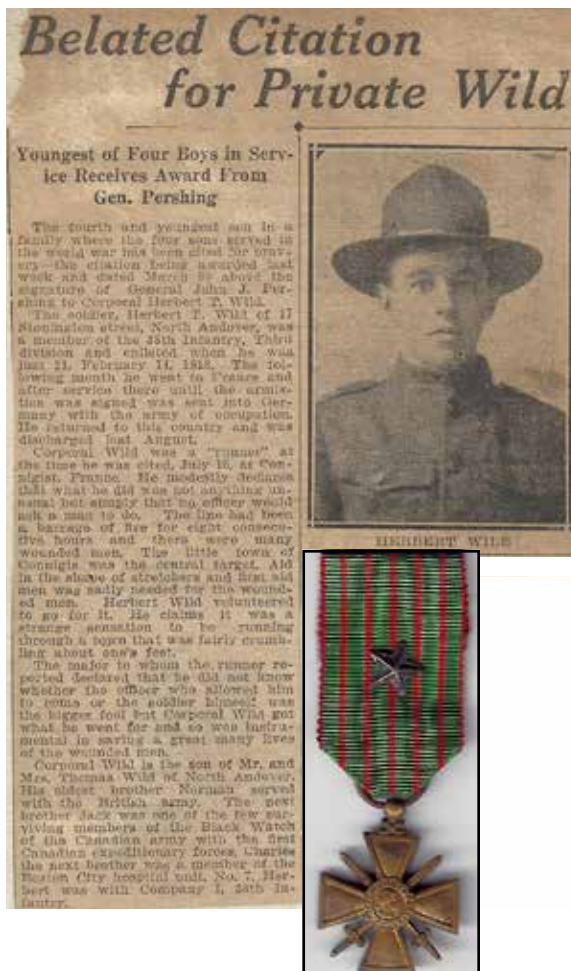 Belated Citation
for Private Wild
Youngest of Four Boys in Serv-
ice Receives Award From
Gen. Pershing
The fourth and youngest son in a
family where the four sons served in
the world war has been cited for brav-
ery—the citation being awarded last
week and dated March above the
signature of General John J. Per-
shing to Corporal Herbert T. Wild.
The soldier, Herbert T. Wild of 17
Stonington street, North Andover, was
a member of the 38th Infantry, Third
division and enlisted when he was
just 21, February 14, 1918. The fol-
lowing month he went to France and
after service there until the armis-
tice was signed was sent into Ger-
many with the army of occupation.
He returned to this country and was
discharged last August.
Corporal Wild was a "runner" at
the time he was cited, July at Con-
nigist, France. He modestly declares
that what he did was not anything un-
usual but simply that no officer would
ask a man to do. The line had been
a barrage of fire for eight consecu-
tive hours and there were many
wounded men. The little town of
Connigis was the central target. Aid
in the shape of stretchers and first aid
men was sadly needed for the wound-
ed men. Herbert Wild volunteered
to go for it. He claims it was a
strange sensation to be running
through a town that was fairly crumb-
ling about one's feet.
The major to whom the runner re-
ported declared that he did not know
whether the officer who allowed him
to come or the soldier himself was
the bigger fool but Corporal Wild got
what he went for and so was instru-
mental in saving a great many lives
of the wounded men.
Corporal Wild is the son of Mr. and
Mrs. Thomas Wild of North Andover.
His oldest brother Norman served
with the British army. The next
brother Jack was one of the few sur-
viving members of the Black Watch
of the Canadian army with the first
Canadian expeditionary forces. Charles
the next brother was a member of the
Boston City hospital unit, No. 7. Her-
bert was with Company I, 38th In-
fantry.
HERBERT WILD